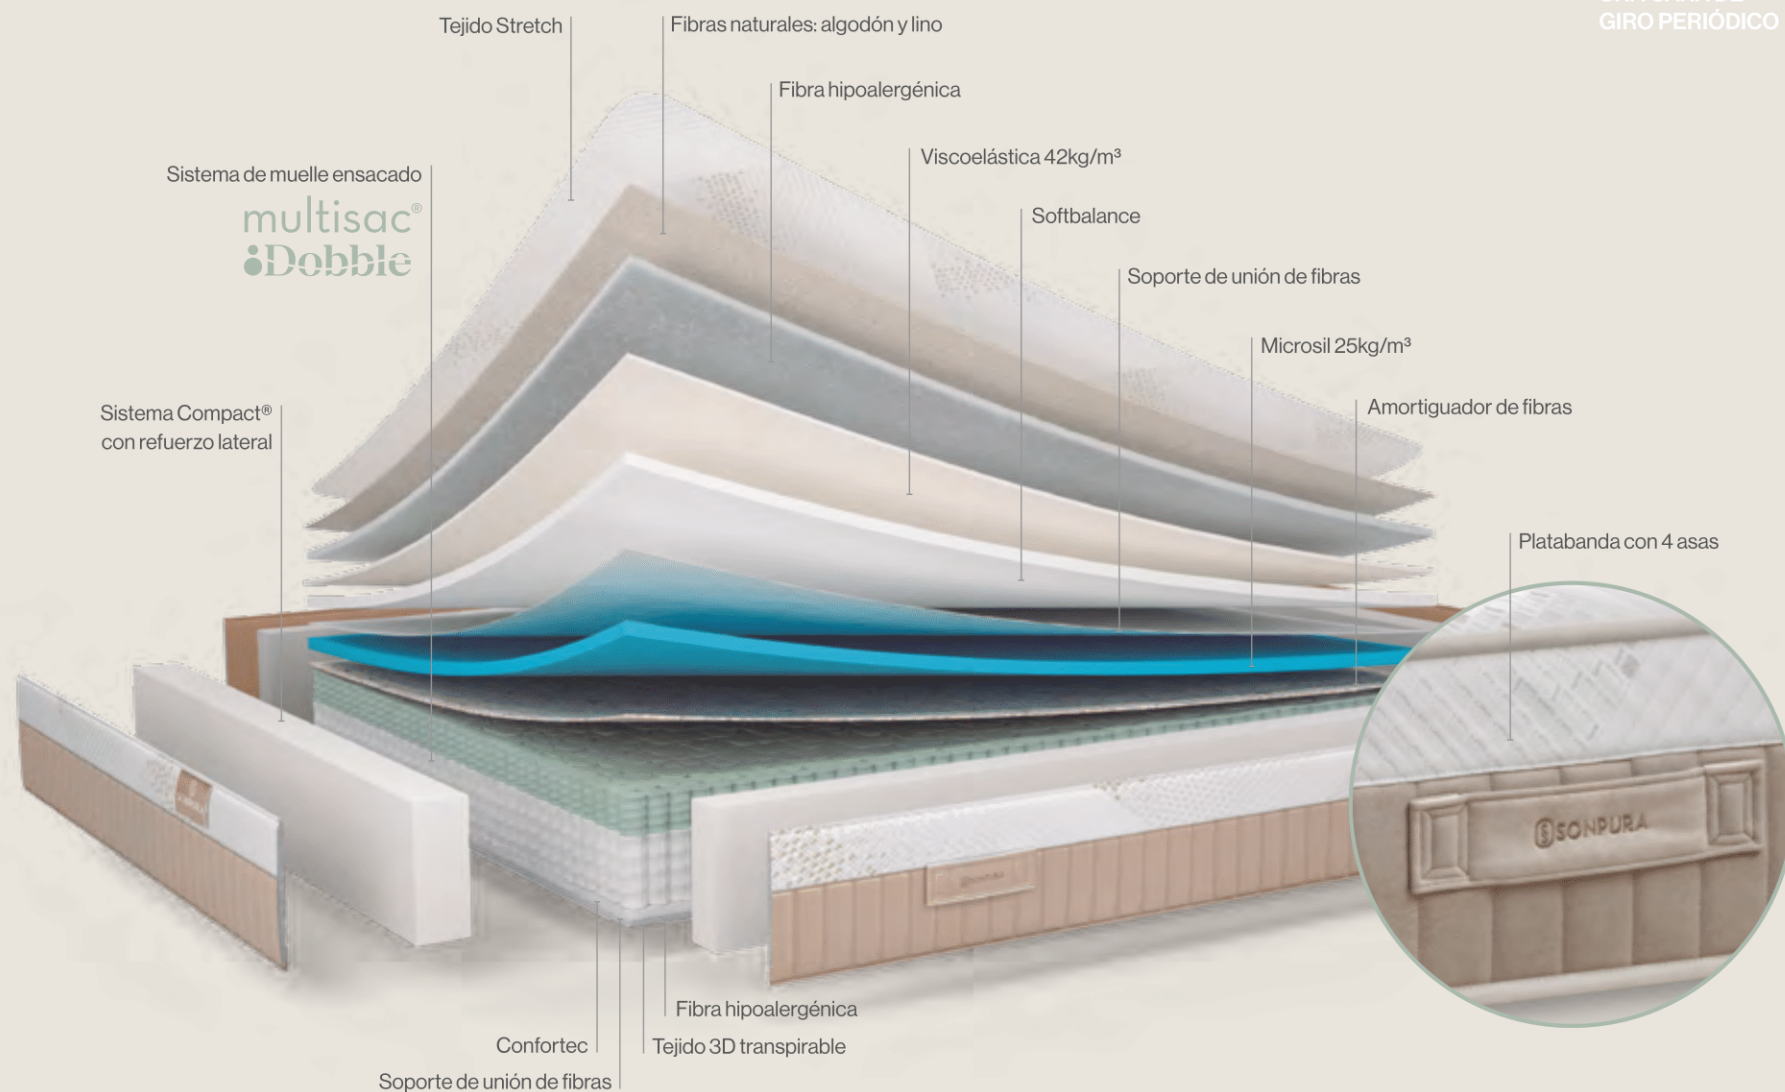 GIRO PERIÓDICO
Tejido Stretch
Fibras naturales: algodón y lino
Fibra hipoalergénica
Viscoelástica 42kg/m³
Sistema de muelle ensacado
multisac®
Dobble
Softbalance
Soporte de unión de fibras
Microsil 25kg/m³
Sistema Compact®
con refuerzo lateral
Amortiguador de fibras
Platabanda con 4 asas
SONPURA
Fibra hipoalergénica
Confortec
Tejido 3D transpirable
Soporte de unión de fibras